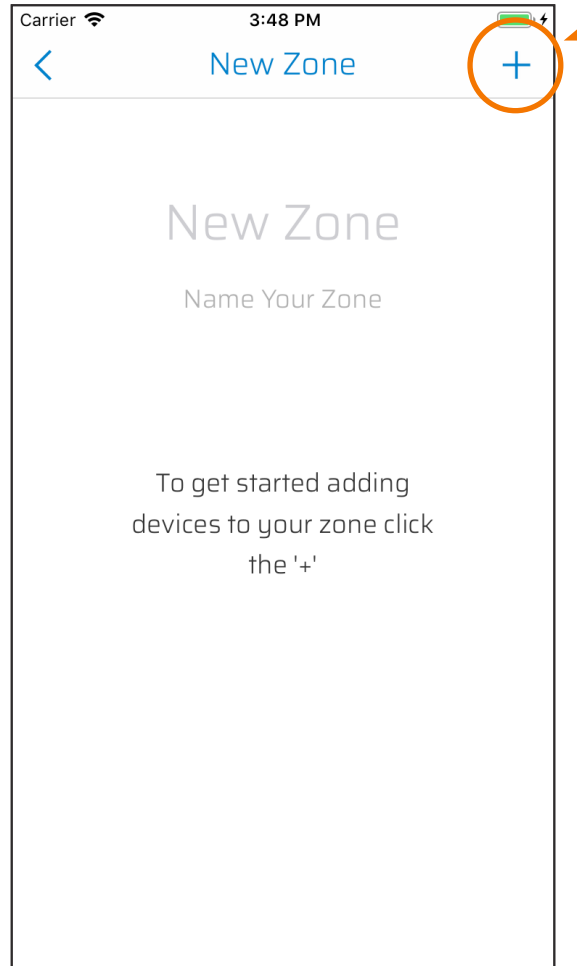 Carrier 3:48 PM
New Zone +
New Zone
Name Your Zone
To get started adding
devices to your zone click
the '+'